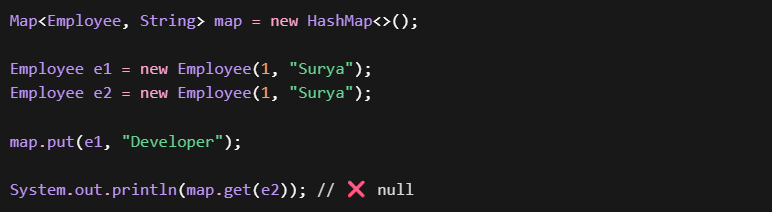 Map<Employee, String> map = new HashMap<>();
Employee e1 = new Employee(1, "Surya");
Employee e2 = new Employee(1, "Surya");
map.put(e1, "Developer");
System.out.println(map.get(e2)); // ❌ null